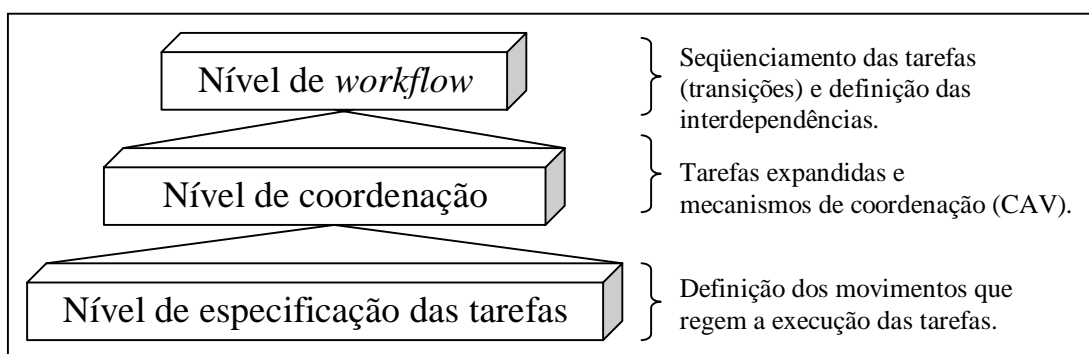 Nível de workflow
Seqüenciamento das tarefas
(transições) e definição das
interdependências.
Nível de coordenação
Tarefas expandidas e
mecanismos de coordenação (CAV).
Nível de especificação das tarefas
Definição dos movimentos que
regem a execução das tarefas.